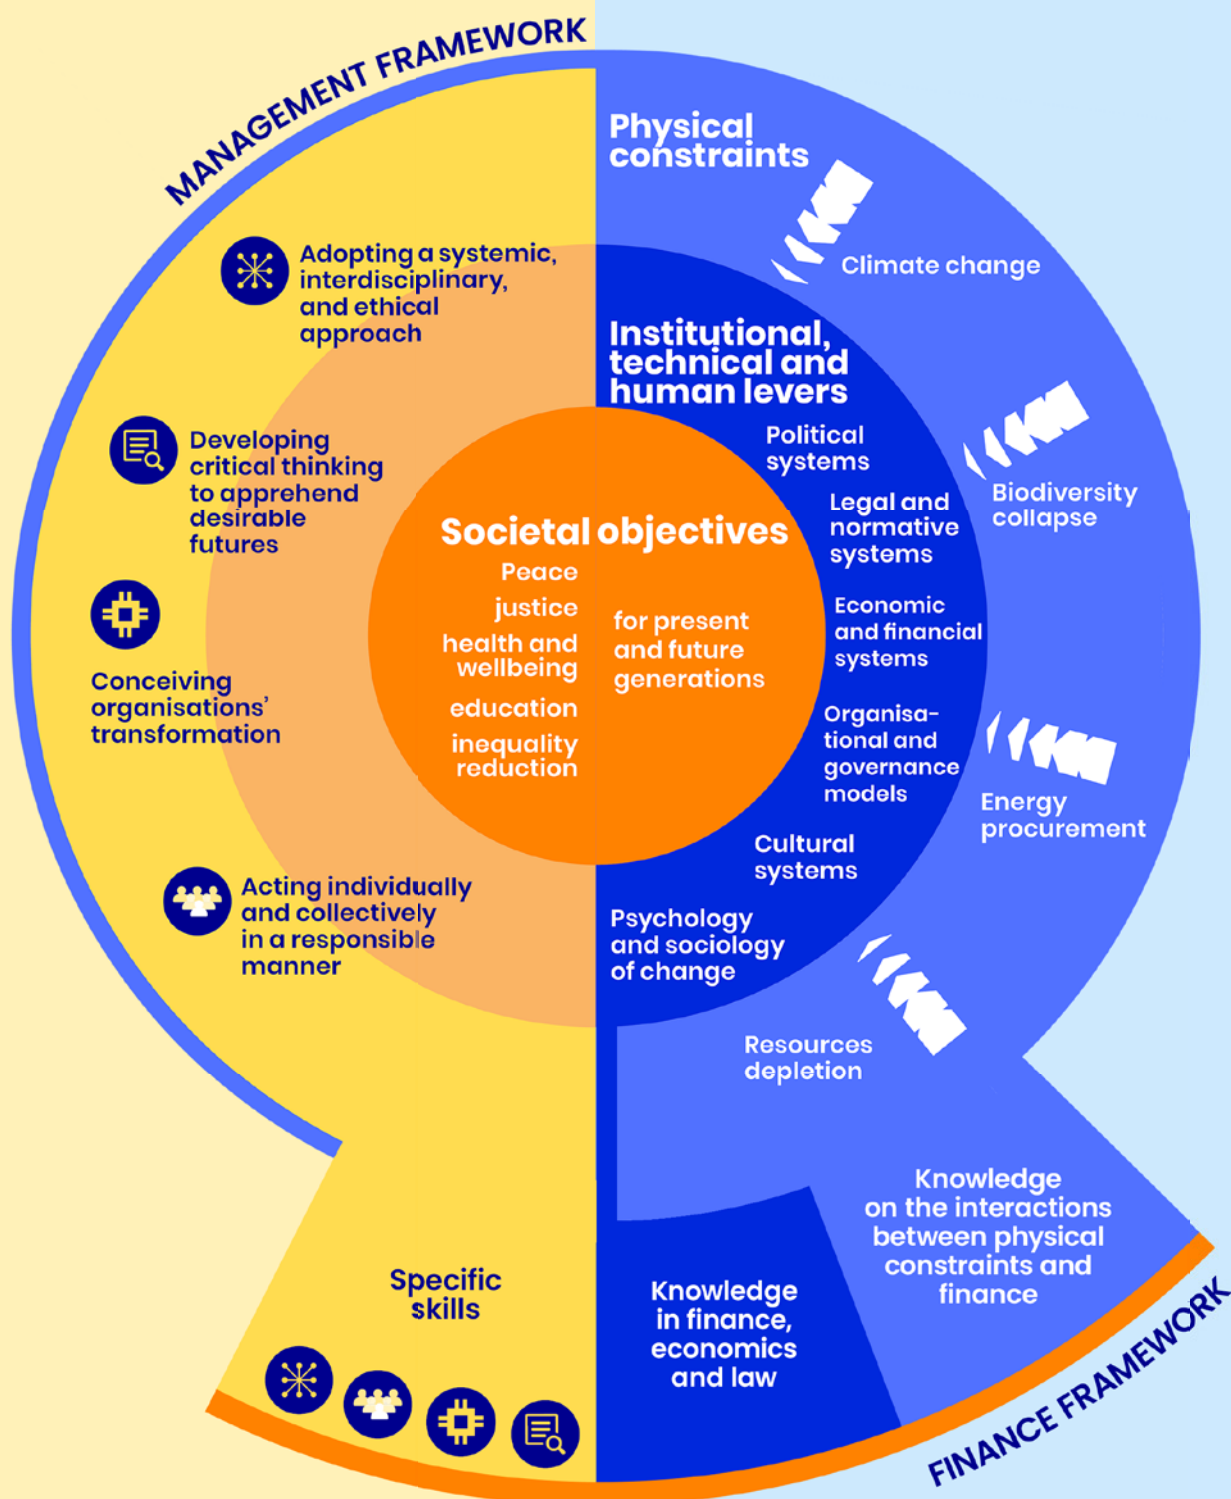 MANAGEMENT FRAMEWORK
Physical
constraints
Climate change
Biodiversity
collapse
Energy
procurement
Resources
depletion
Institutional,
technical and
human levers
Political
systems
Legal and
normative
systems
Economic
and financial
systems
Organisa-
tional and
governance
models
Cultural
systems
Psychology
and sociology
of change
Adopting a systemic,
interdisciplinary,
and ethical
approach
Developing
critical thinking
to apprehend
desirable
futures
Conceiving
organisations’
transformation
Acting individually
and collectively
in a responsible
manner
Societal objectives
Peace
justice
health and
wellbeing
education
inequality
reduction
for present
and future
generations
Specific
skills
Knowledge
in finance,
economics
and law
Knowledge
on the interactions
between physical
constraints and
finance
FINANCE FRAMEWORK